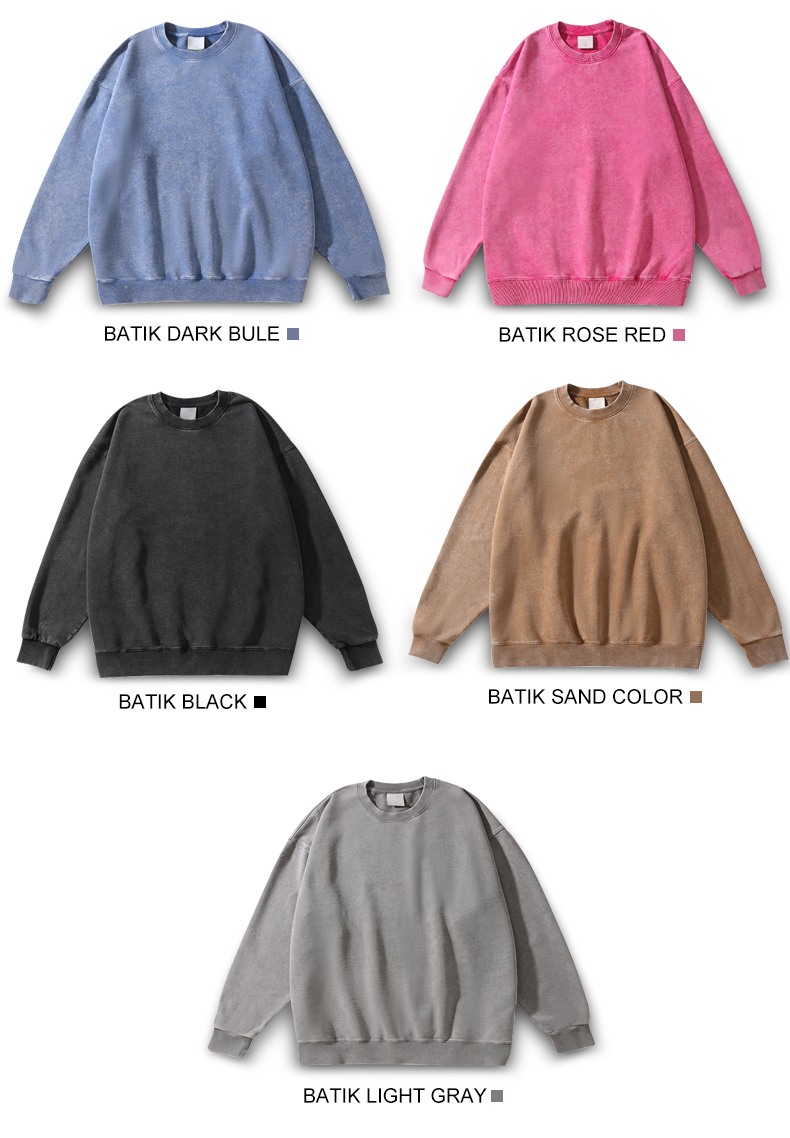 BATIK DARK BULE
BATIK ROSE RED
BATIK BLACK
BATIK SAND COLOR
BATIK LIGHT GRAY